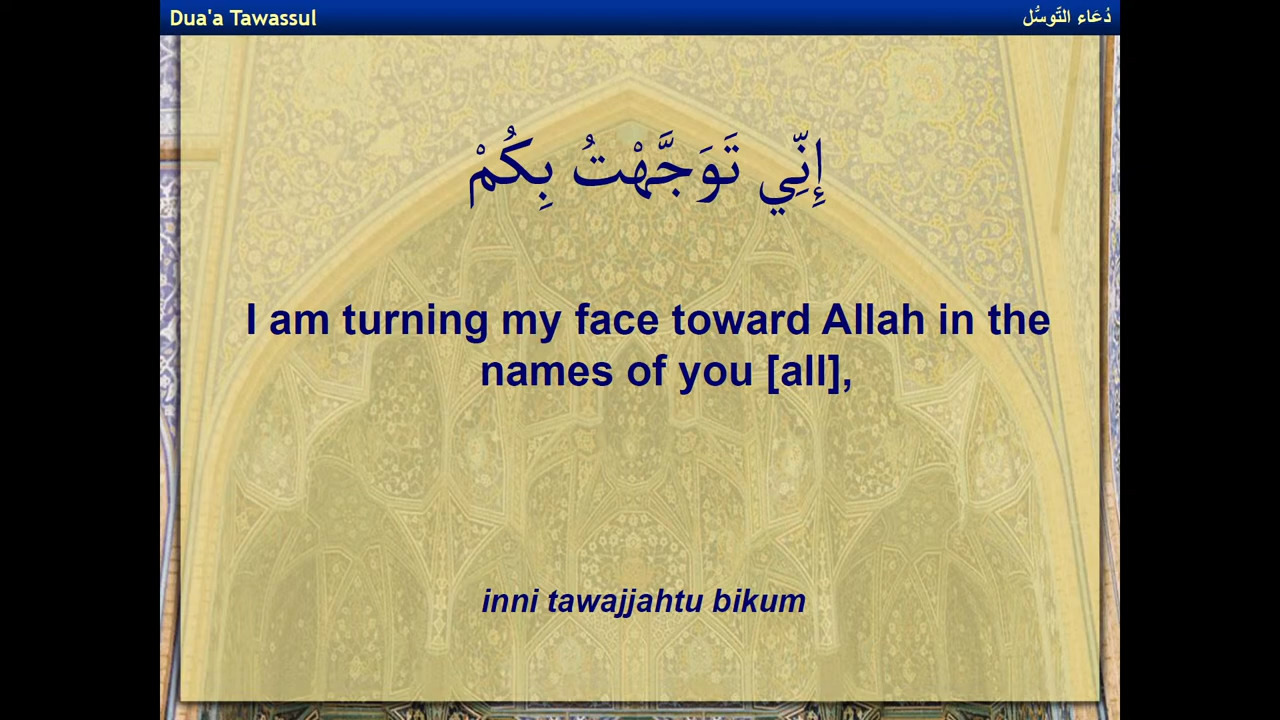 Dua'a Tawassul
دُعَاء التَّوسُّل
إِنِّي تَوَجَّهْتُ بِكُمْ
I am turning my face toward Allah in the
names of you [all],
inni tawajjahtu bikum